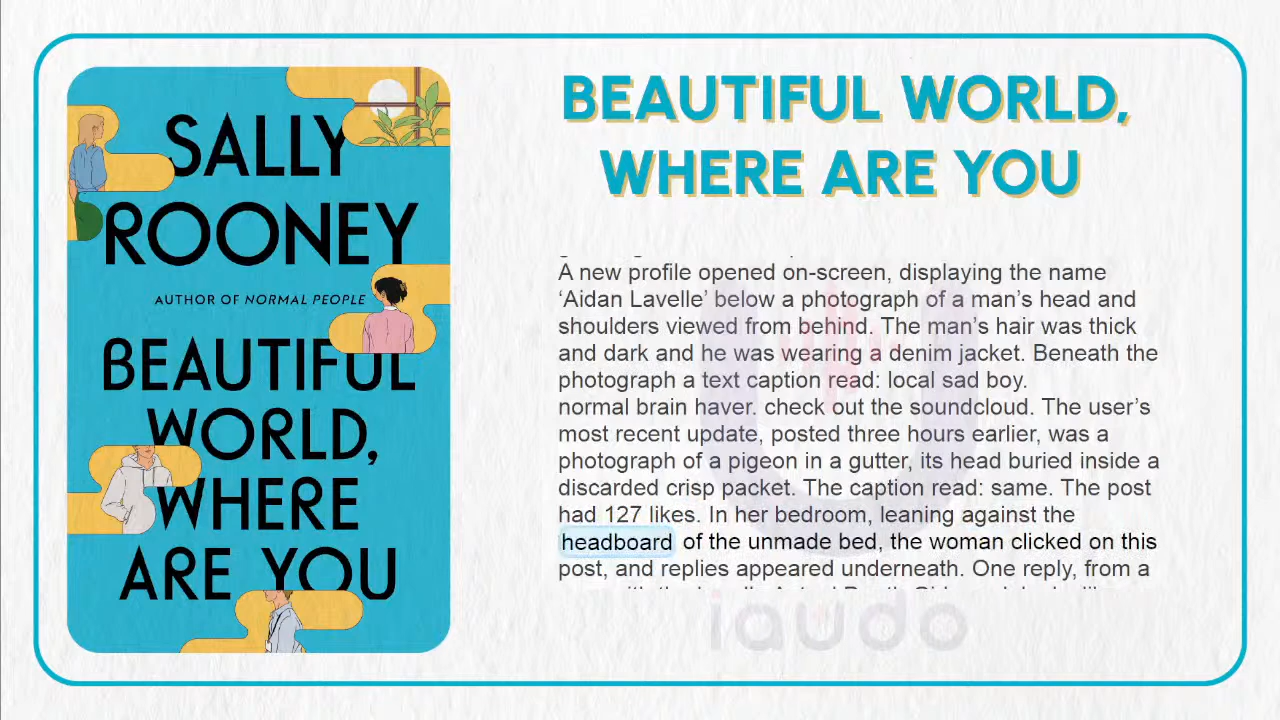 SALLY
ROONEY
AUTHOR OF NORMAL PEOPLE
BEAUTIFUL
WORLD,
WHERE
ARE YOU
BEAUTIFUL WORLD,
WHERE ARE YOU
A new profile opened on-screen, displaying the name
‘Aidan Lavelle’ below a photograph of a man’s head and
shoulders viewed from behind. The man’s hair was thick
and dark and he was wearing a denim jacket. Beneath the
photograph a text caption read: local sad boy.
normal brain haver. check out the soundcloud. The user’s
most recent update, posted three hours earlier, was a
photograph of a pigeon in a gutter, its head buried inside a
discarded crisp packet. The caption read: same. The post
had 127 likes. In her bedroom, leaning against the
headboard of the unmade bed, the woman clicked on this
post, and replies appeared underneath. One reply, from a
iaudo